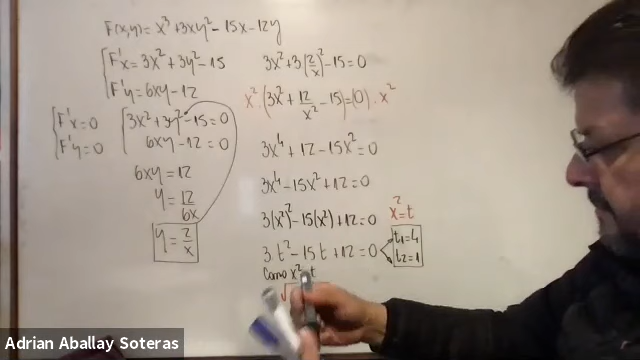 F(x,y) = x³ + 3xy² - 15x - 12y
F'x = 3x² + 3y² - 15
F'y = 6xy - 12
F'x = 0
F'y = 0
3x² + 3y² - 15 = 0
6xy - 12 = 0
6xy = 12
y = 12/6x
y = 2/x
3x² + 3(2/x)² - 15 = 0
x²·(3x² + 12/x² - 15) = (0)·x²
3x⁴ + 12 - 15x² = 0
3x⁴ - 15x² + 12 = 0
3(x²)² - 15(x²) + 12 = 0
x² = t
3t² - 15t + 12 = 0
t₁ = 4
t₂ = 1
Como x² t
Adrian Aballay Soteras